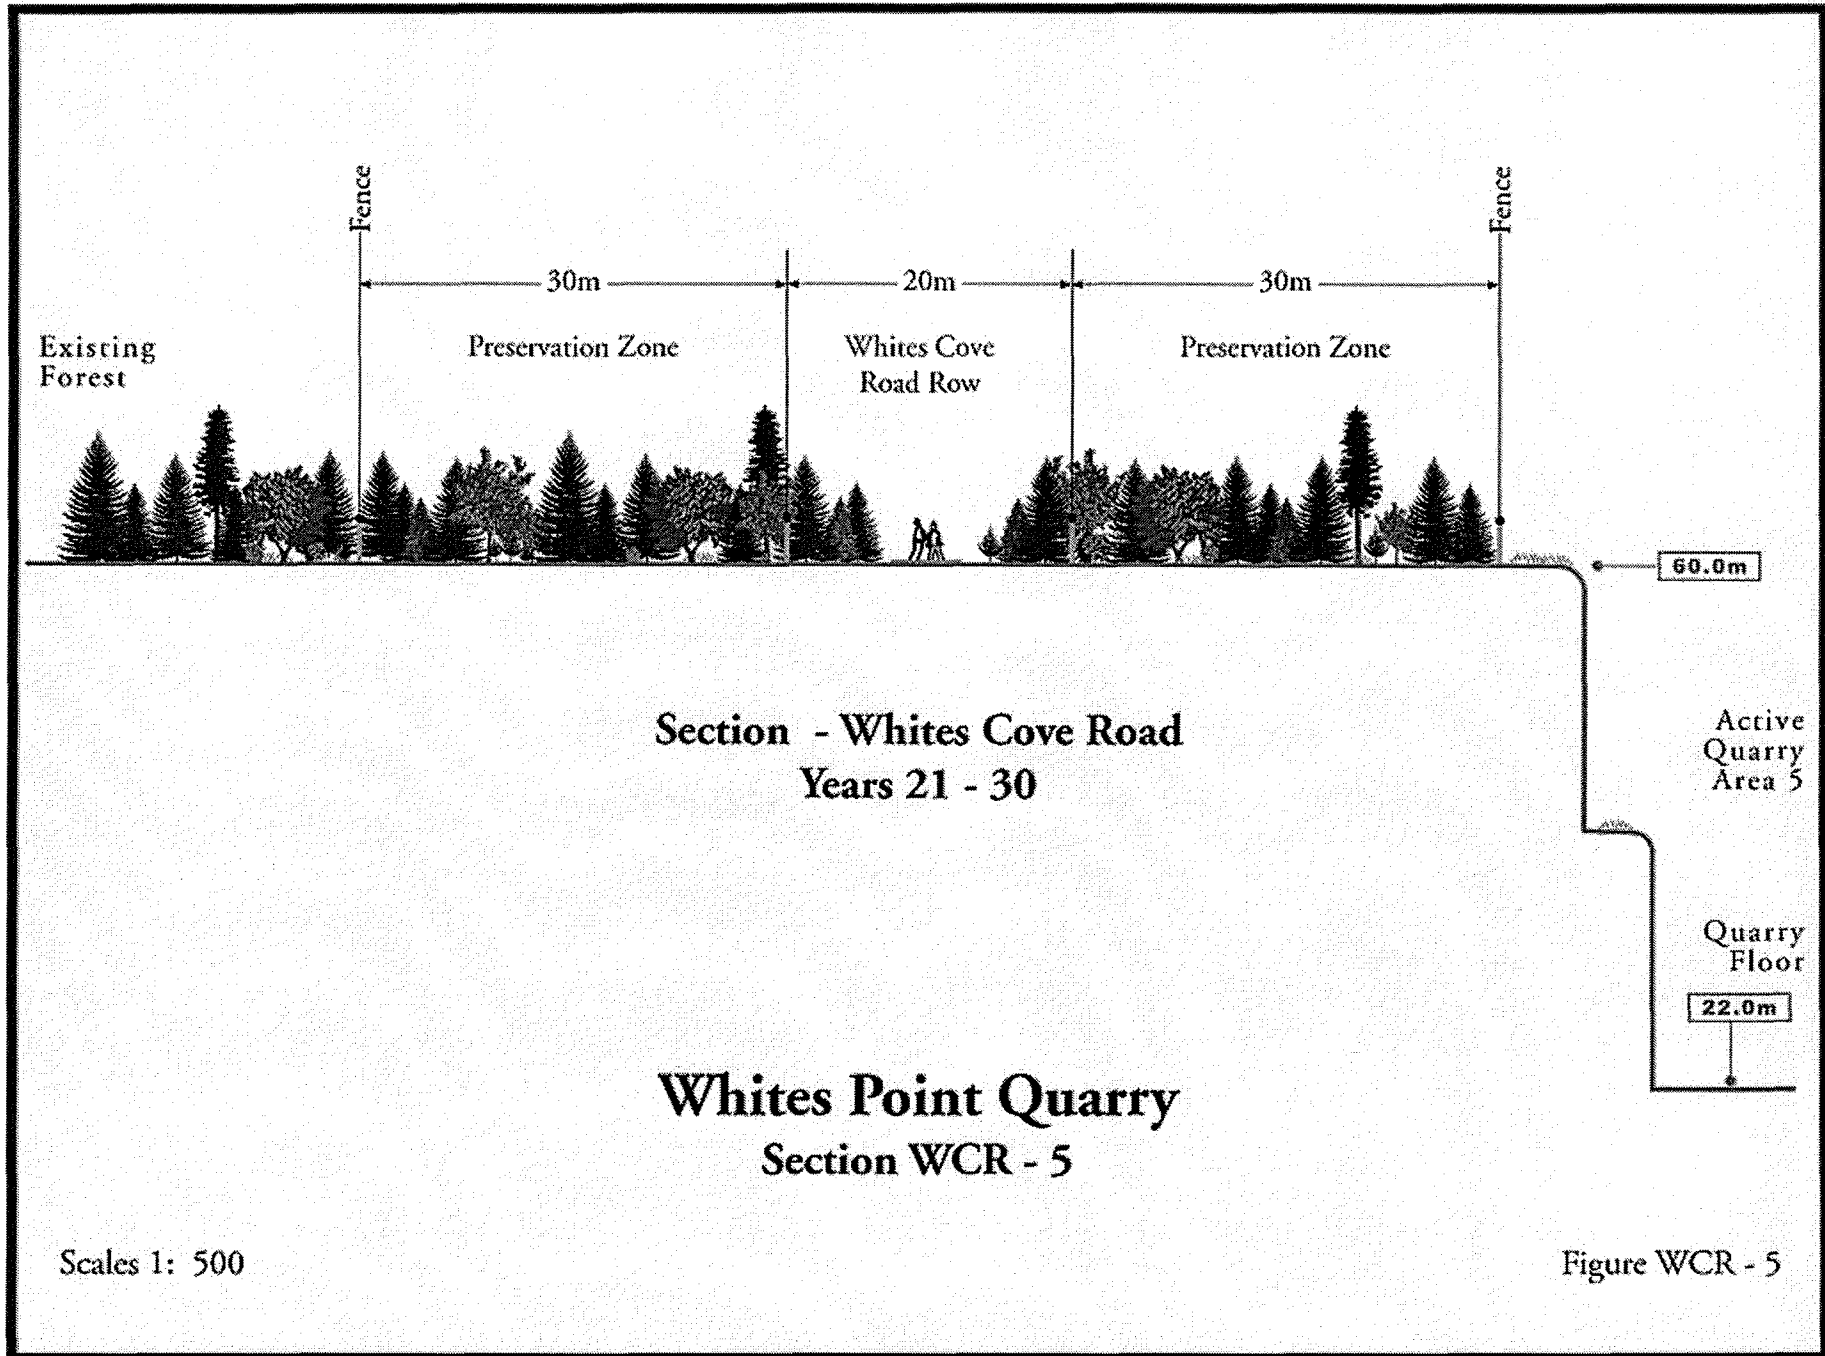 Fence
Fence
30m
20m
30m
Existing
Forest
Preservation Zone
Whites Cove
Road Row
Preservation Zone
60.0m
Section - Whites Cove Road
Years 21 - 30
Active
Quarry
Area 5
Quarry
Floor
22.0m
Whites Point Quarry
Section WCR - 5
Scales 1: 500
Figure WCR - 5